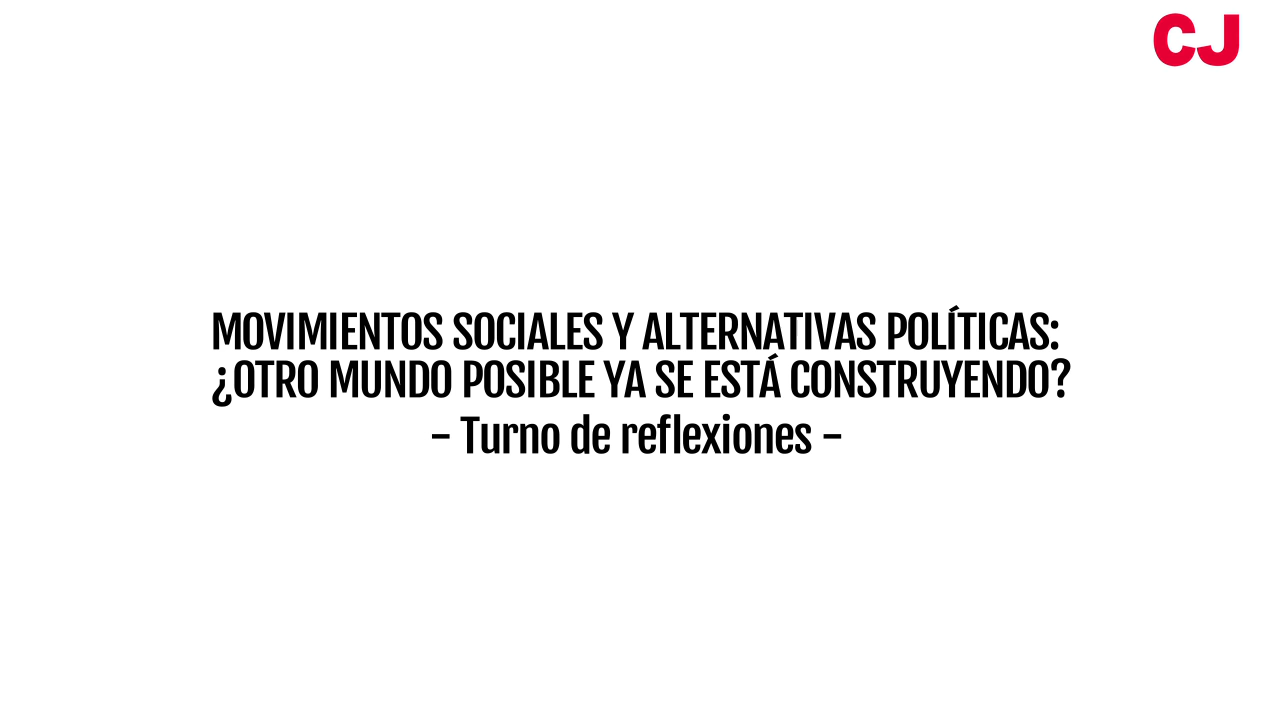 CJ
MOVIMIENTOS SOCIALES Y ALTERNATIVAS POLÍTICAS:
¿OTRO MUNDO POSIBLE YA SE ESTÁ CONSTRUYENDO?
- Turno de reflexiones -